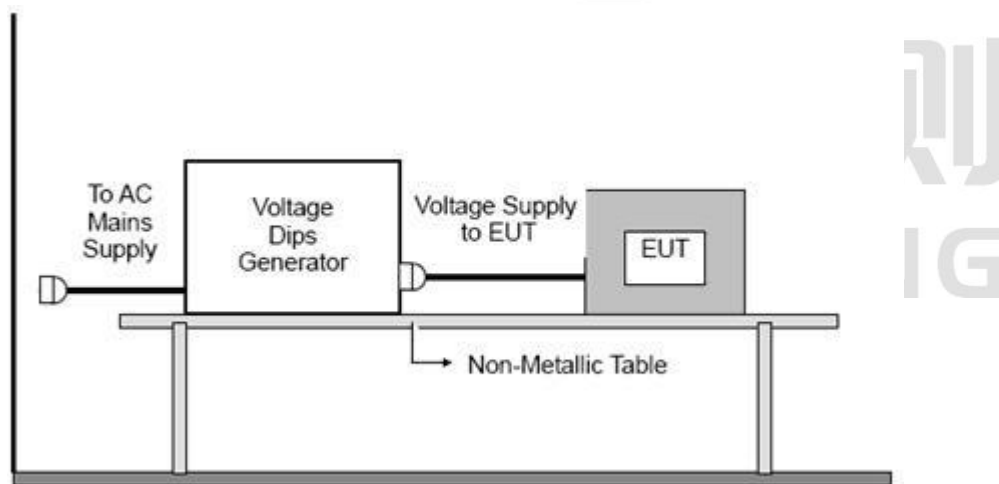 To AC
Mains
Supply
Voltage
Dips
Generator
Voltage Supply
to EUT
EUT
Non-Metallic Table